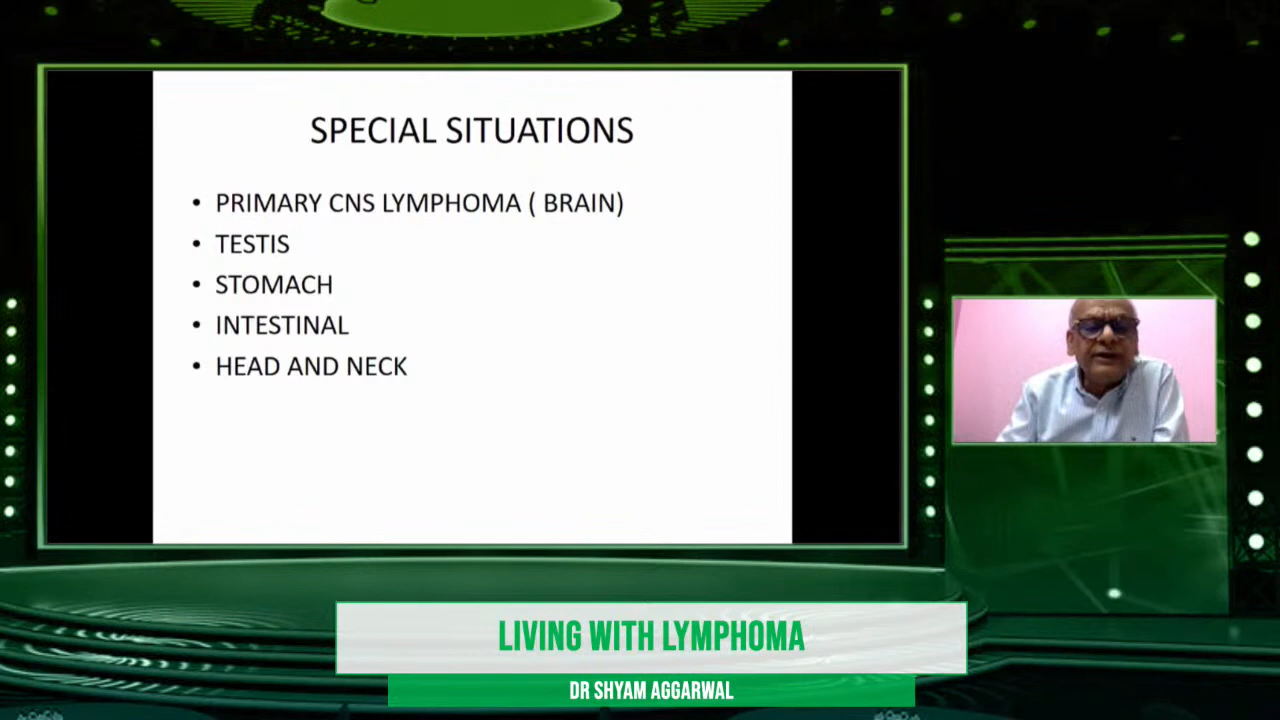 SPECIAL SITUATIONS
• PRIMARY CNS LYMPHOMA ( BRAIN)
• TESTIS
• STOMACH
• INTESTINAL
• HEAD AND NECK
LIVING WITH LYMPHOMA
DR SHYAM AGGARWAL